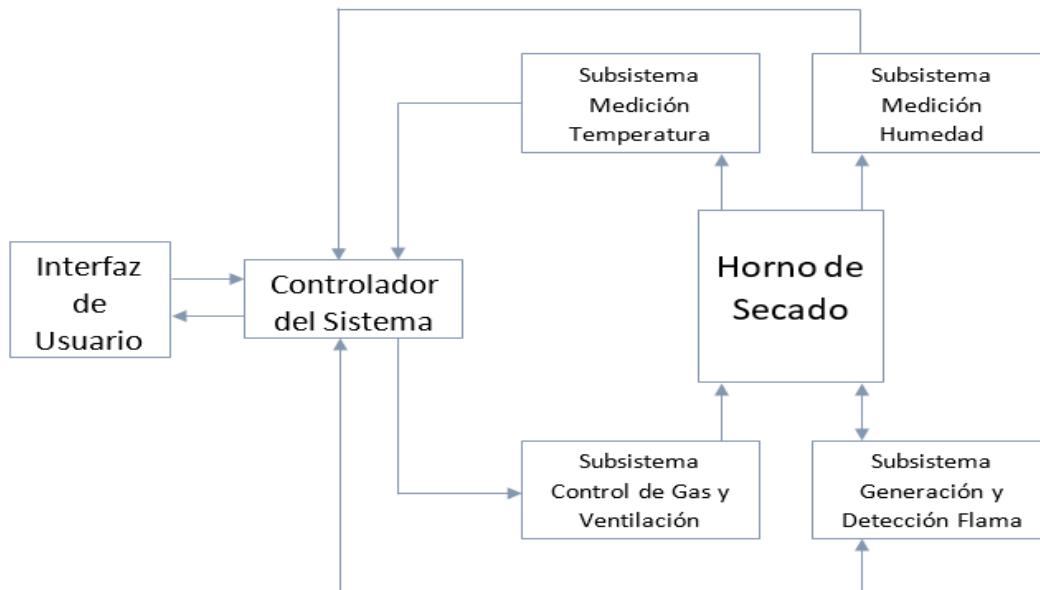 Subsistema
Medición
Temperatura
Subsistema
Medición
Humedad
Interfaz
de
Usuario
Controlador
del Sistema
Horno de
Secado
Subsistema
Control de Gas y
Ventilación
Subsistema
Generación y
Detección Flama